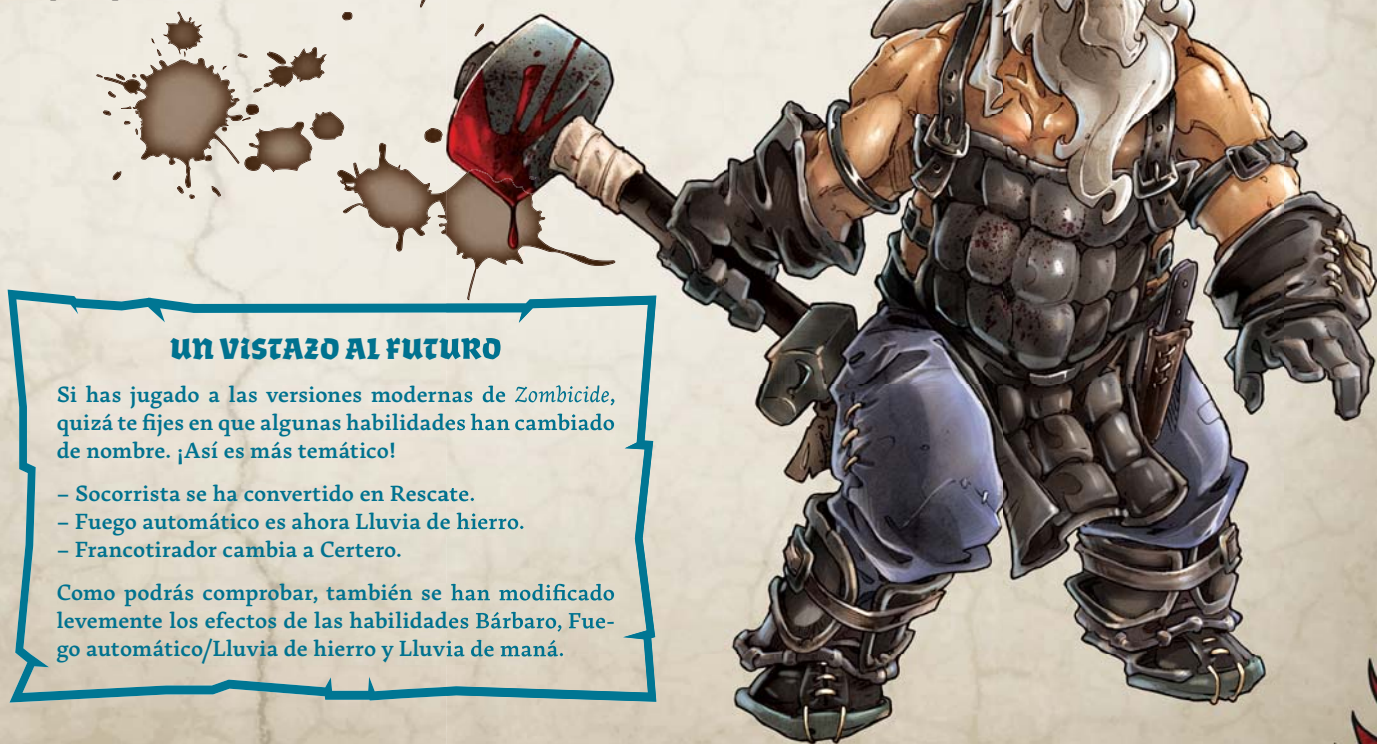 UN VISTAZO AL FUTURO
Si has jugado a las versiones modernas de Zombicide,
quizá te fijes en que algunas habilidades han cambiado
de nombre. ¡Así es más temático!
– Socorrista se ha convertido en Rescate.
– Fuego automático es ahora Lluvia de hierro.
– Francotirador cambia a Certero.
Como podrás comprobar, también se han modificado
levemente los efectos de las habilidades Bárbaro, Fue-
go automático/Lluvia de hierro y Lluvia de maná.